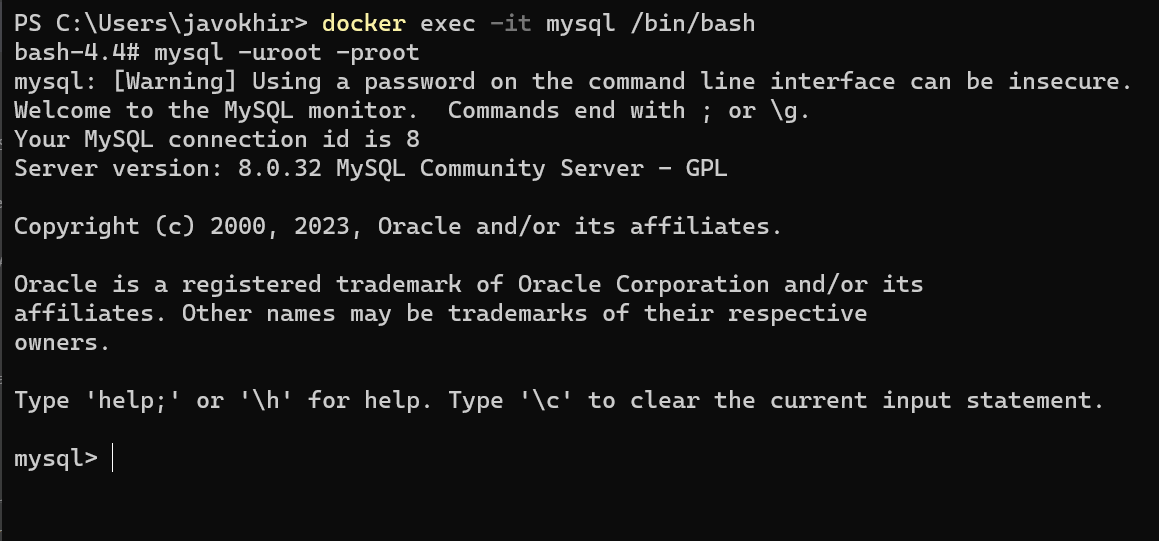 PS C:\Users\javokhir> docker exec -it mysql /bin/bash
bash-4.4# mysql -uroot -proot
mysql: [Warning] Using a password on the command line interface can be insecure.
Welcome to the MySQL monitor.  Commands end with ; or \g.
Your MySQL connection id is 8
Server version: 8.0.32 MySQL Community Server - GPL

Copyright (c) 2000, 2023, Oracle and/or its affiliates.

Oracle is a registered trademark of Oracle Corporation and/or its
affiliates. Other names may be trademarks of their respective
owners.

Type 'help;' or '\h' for help. Type '\c' to clear the current input statement.

mysql>